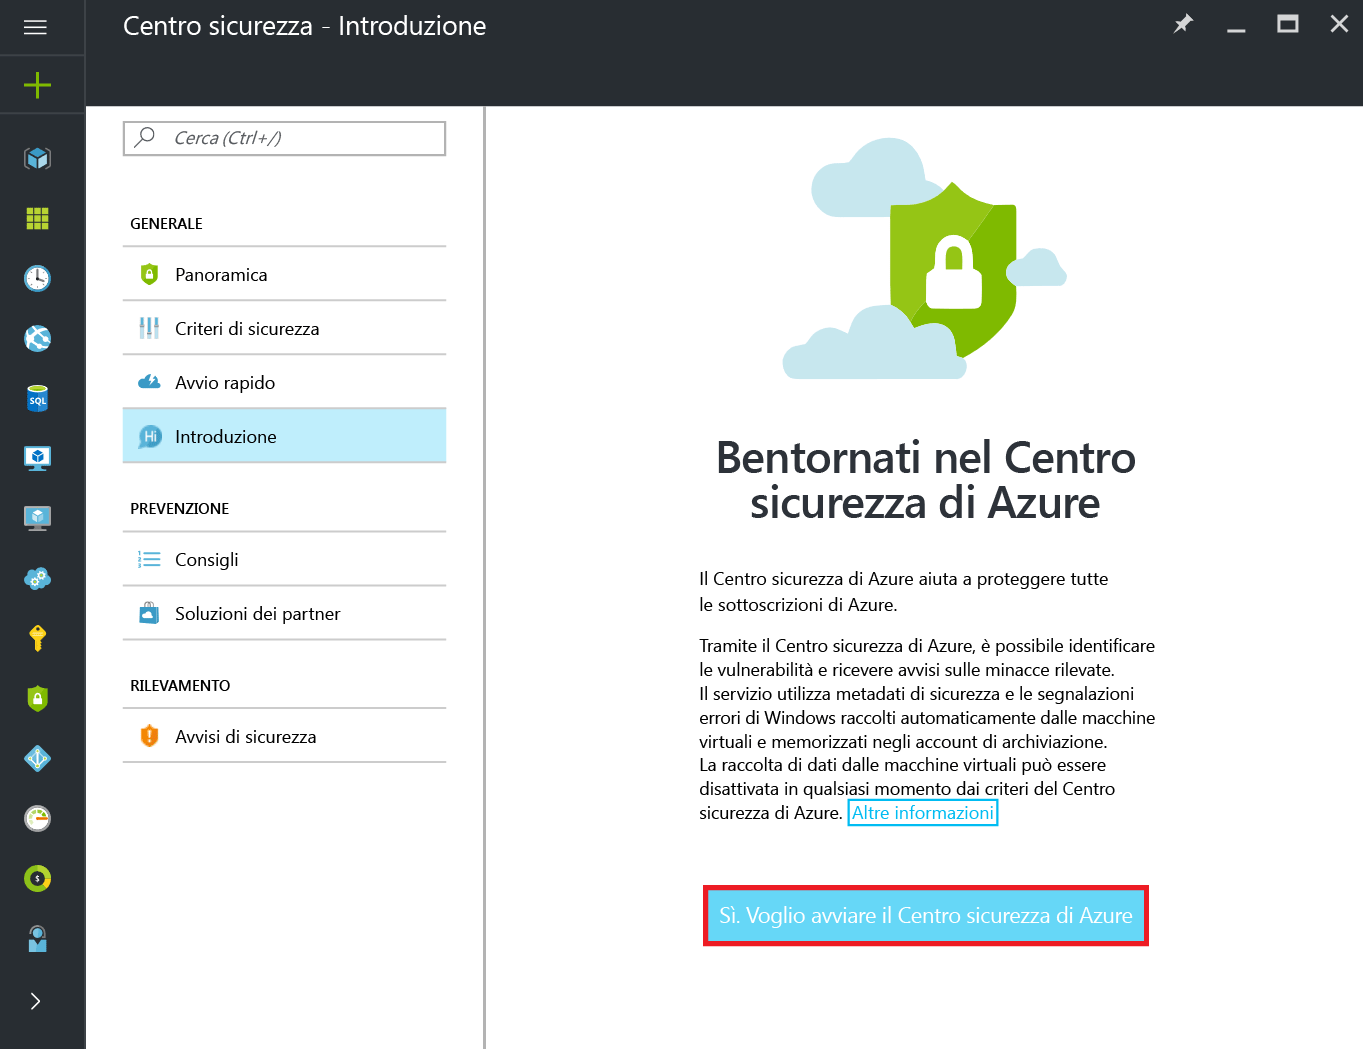 Centro sicurezza - Introduzione
Cerca (Ctrl+/)
GENERALE
Panoramica
Criteri di sicurezza
Avvio rapido
Hi Introduzione
PREVENZIONE
1
2
3
Consigli
Soluzioni dei partner
RILEVAMENTO
Avvisi di sicurezza
SQL
$
Bentornati nel Centro
sicurezza di Azure
Il Centro sicurezza di Azure aiuta a proteggere tutte
le sottoscrizioni di Azure.
Tramite il Centro sicurezza di Azure, è possibile identificare
le vulnerabilità e ricevere avvisi sulle minacce rilevate.
Il servizio utilizza metadati di sicurezza e le segnalazioni
errori di Windows raccolti automaticamente dalle macchine
virtuali e memorizzati negli account di archiviazione.
La raccolta di dati dalle macchine virtuali può essere
disattivata in qualsiasi momento dai criteri del Centro
sicurezza di Azure. Altre informazioni
Sì. Voglio avviare il Centro sicurezza di Azure